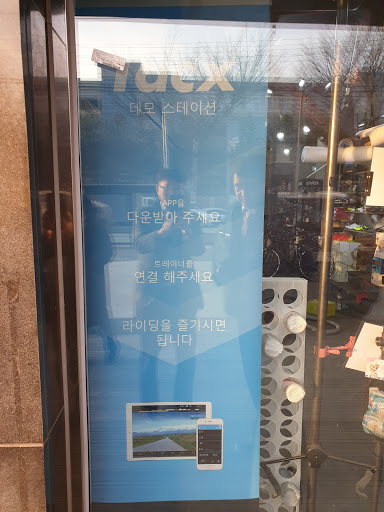 Tacx
데모 스테이션
APP을
다운받아 주세요
트레이너를
연결 해주세요
라이딩을 즐기시면
됩니다